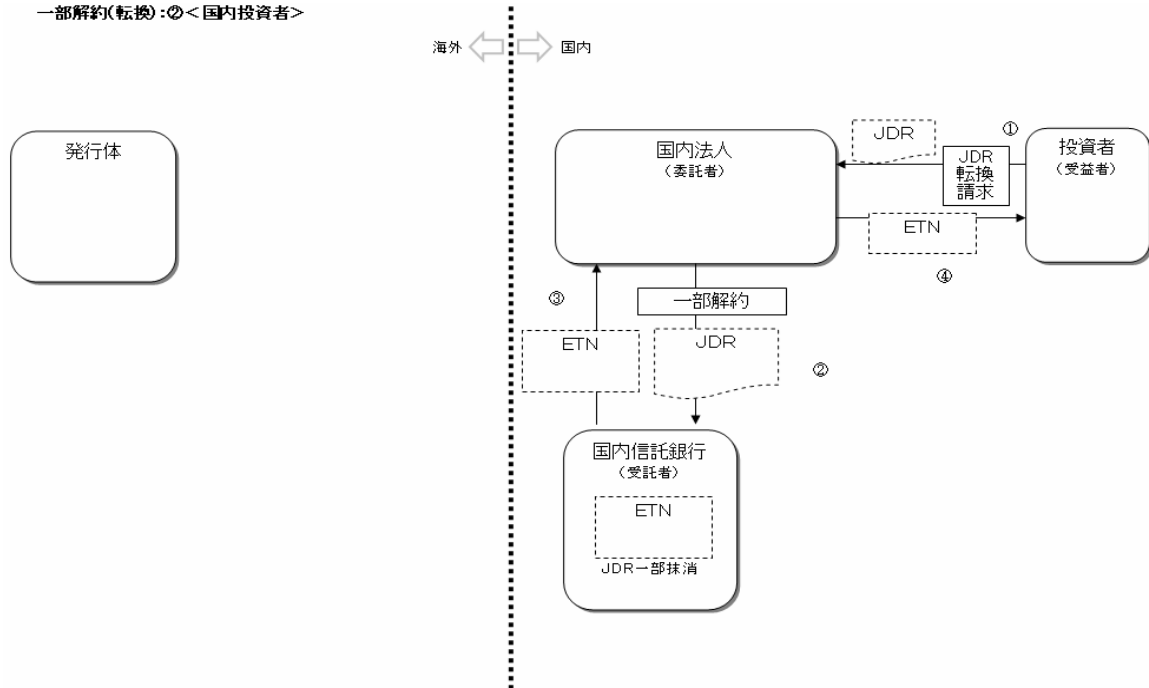 一部解約(転換):②＜国内投資者＞
海外
国内
発行体
国内法人
（委託者）
JDR
①
JDR
転換
請求
投資者
（受益者）
ETN
④
③
一部解約
ETN
JDR
②
国内信託銀行
（受託者）
ETN
JDR一部抹消